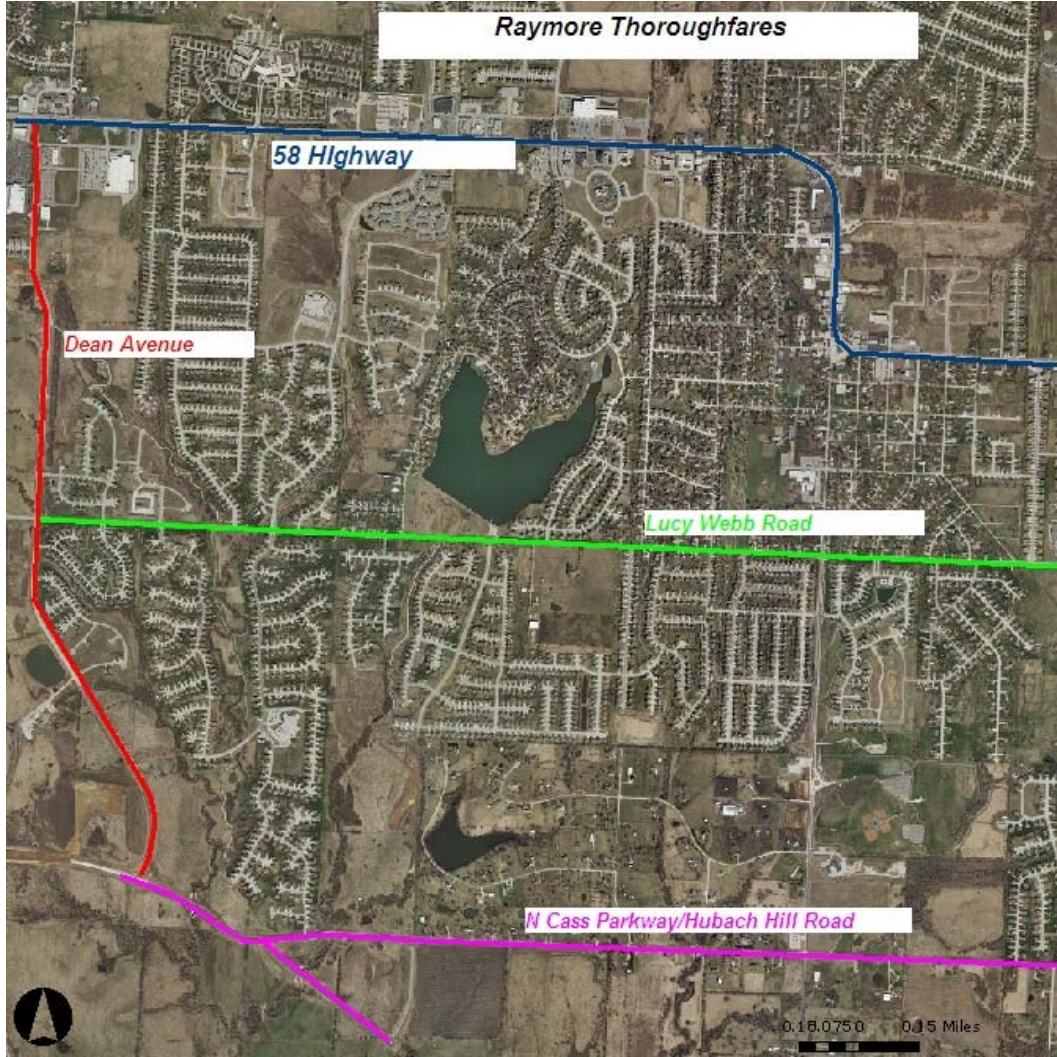 Raymore Thoroughfares
58 HIghway
Dean Avenue
Lucy Webb Road
N Cass Parkway/Hubach Hill Road
0.15 Miles